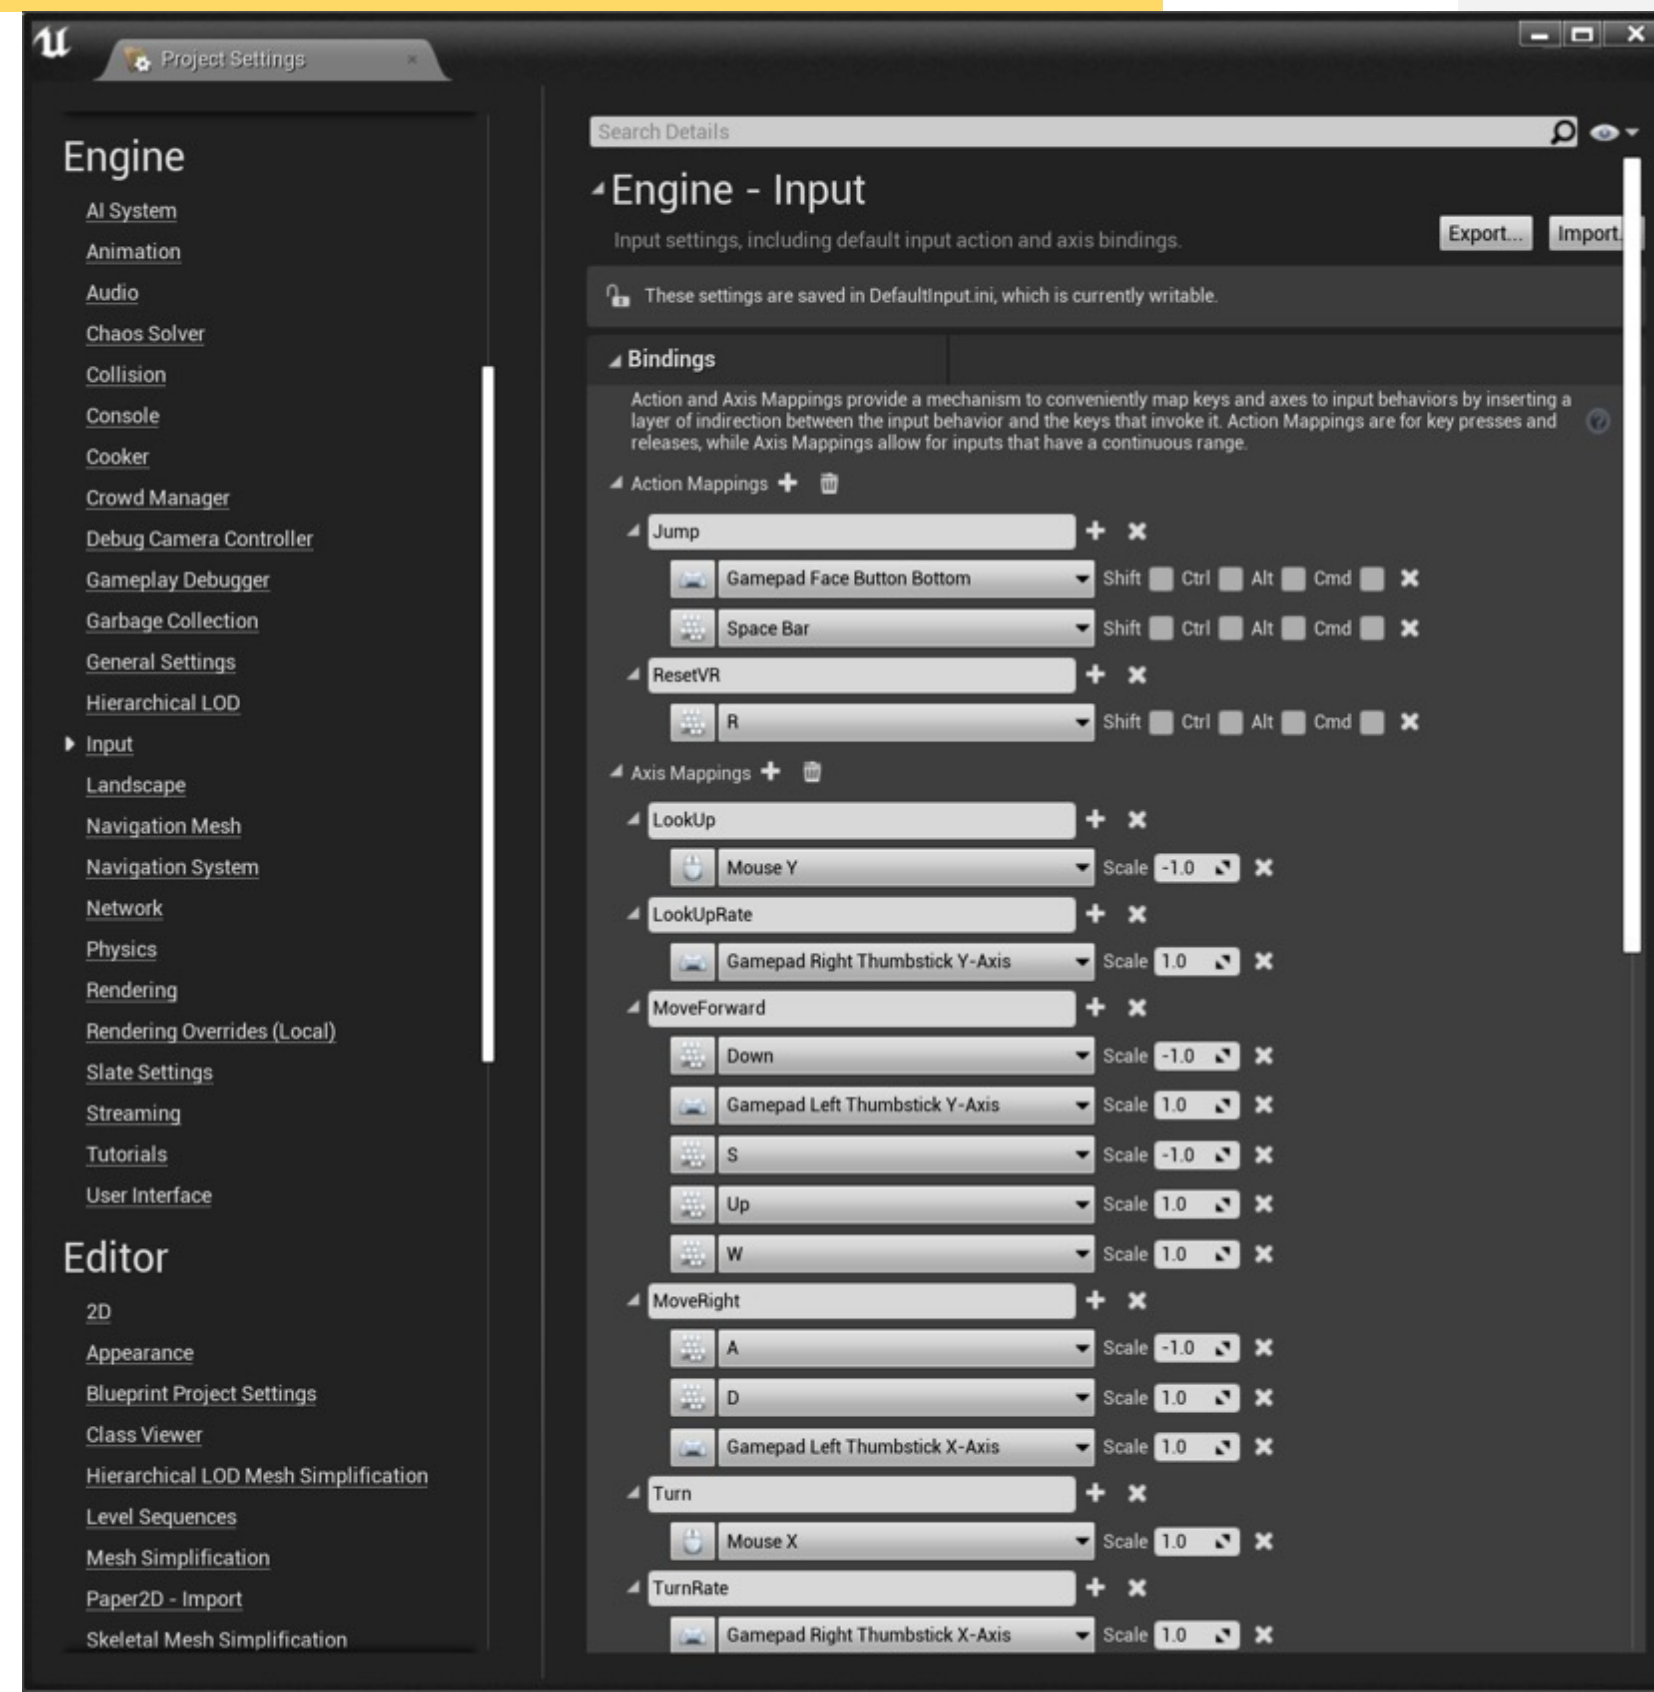 Project Settings
Engine
AI System
Animation
Audio
Chaos Solver
Collision
Console
Cooker
Crowd Manager
Debug Camera Controller
Gameplay Debugger
Garbage Collection
General Settings
Hierarchical LOD
Input
Landscape
Navigation Mesh
Navigation System
Network
Physics
Rendering
Rendering Overrides (Local)
Slate Settings
Streaming
Tutorials
User Interface
Editor
2D
Appearance
Blueprint Project Settings
Class Viewer
Hierarchical LOD Mesh Simplification
Level Sequences
Mesh Simplification
Paper2D - Import
Skeletal Mesh Simplification
Search Details
Engine - Input
Input settings, including default input action and axis bindings.
Export... Import.
These settings are saved in DefaultInput.ini, which is currently writable.
Bindings
Action and Axis Mappings provide a mechanism to conveniently map keys and axes to input behaviors by inserting a
layer of indirection between the input behavior and the keys that invoke it. Action Mappings are for key presses and
releases, while Axis Mappings allow for inputs that have a continuous range.
Action Mappings
Jump
Gamepad Face Button Bottom Shift Ctrl Alt Cmd
Space Bar Shift Ctrl Alt Cmd
ResetVR
R Shift Ctrl Alt Cmd
Axis Mappings
LookUp
Mouse Y Scale -1.0
LookUpRate
Gamepad Right Thumbstick Y-Axis Scale 1.0
MoveForward
Down Scale -1.0
Gamepad Left Thumbstick Y-Axis Scale 1.0
S Scale -1.0
Up Scale 1.0
W Scale 1.0
MoveRight
A Scale -1.0
D Scale 1.0
Gamepad Left Thumbstick X-Axis Scale 1.0
Turn
Mouse X Scale 1.0
TurnRate
Gamepad Right Thumbstick X-Axis Scale 1.0